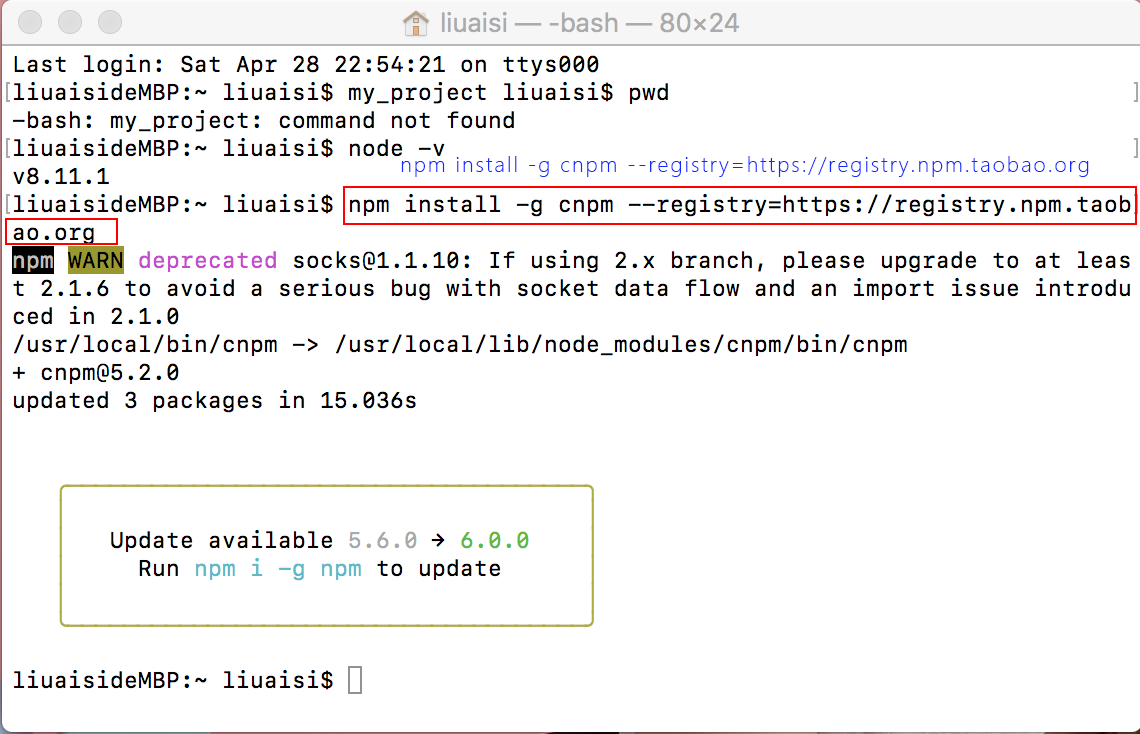 liuaisi — -bash — 80×24
Last login: Sat Apr 28 22:54:21 on ttys000
[liuaisideMBP:~ liuaisi$ my_project liuaisi$ pwd ]
-bash: my_project: command not found
[liuaisideMBP:~ liuaisi$ node -v ]
npm install -g cnpm --registry=https://registry.npm.taobao.org
v8.11.1
[liuaisideMBP:~ liuaisi$ npm install -g cnpm --registry=https://registry.npm.taob
ao.org
npm WARN deprecated socks@1.1.10: If using 2.x branch, please upgrade to at leas
t 2.1.6 to avoid a serious bug with socket data flow and an import issue introdu
ced in 2.1.0
/usr/local/bin/cnpm -> /usr/local/lib/node_modules/cnpm/bin/cnpm
+ cnpm@5.2.0
updated 3 packages in 15.036s
Update available 5.6.0 → 6.0.0
Run npm i -g npm to update
liuaisideMBP:~ liuaisi$